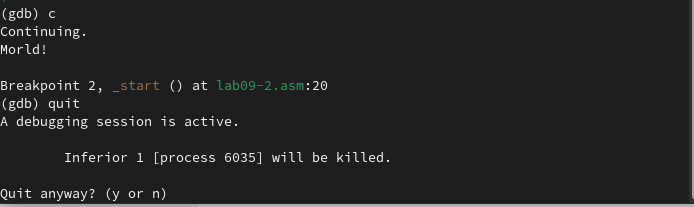 (gdb) c
Continuing.
Morld!
Breakpoint 2, _start () at lab09-2.asm:20
(gdb) quit
A debugging session is active.
Inferior 1 [process 6035] will be killed.
Quit anyway? (y or n)